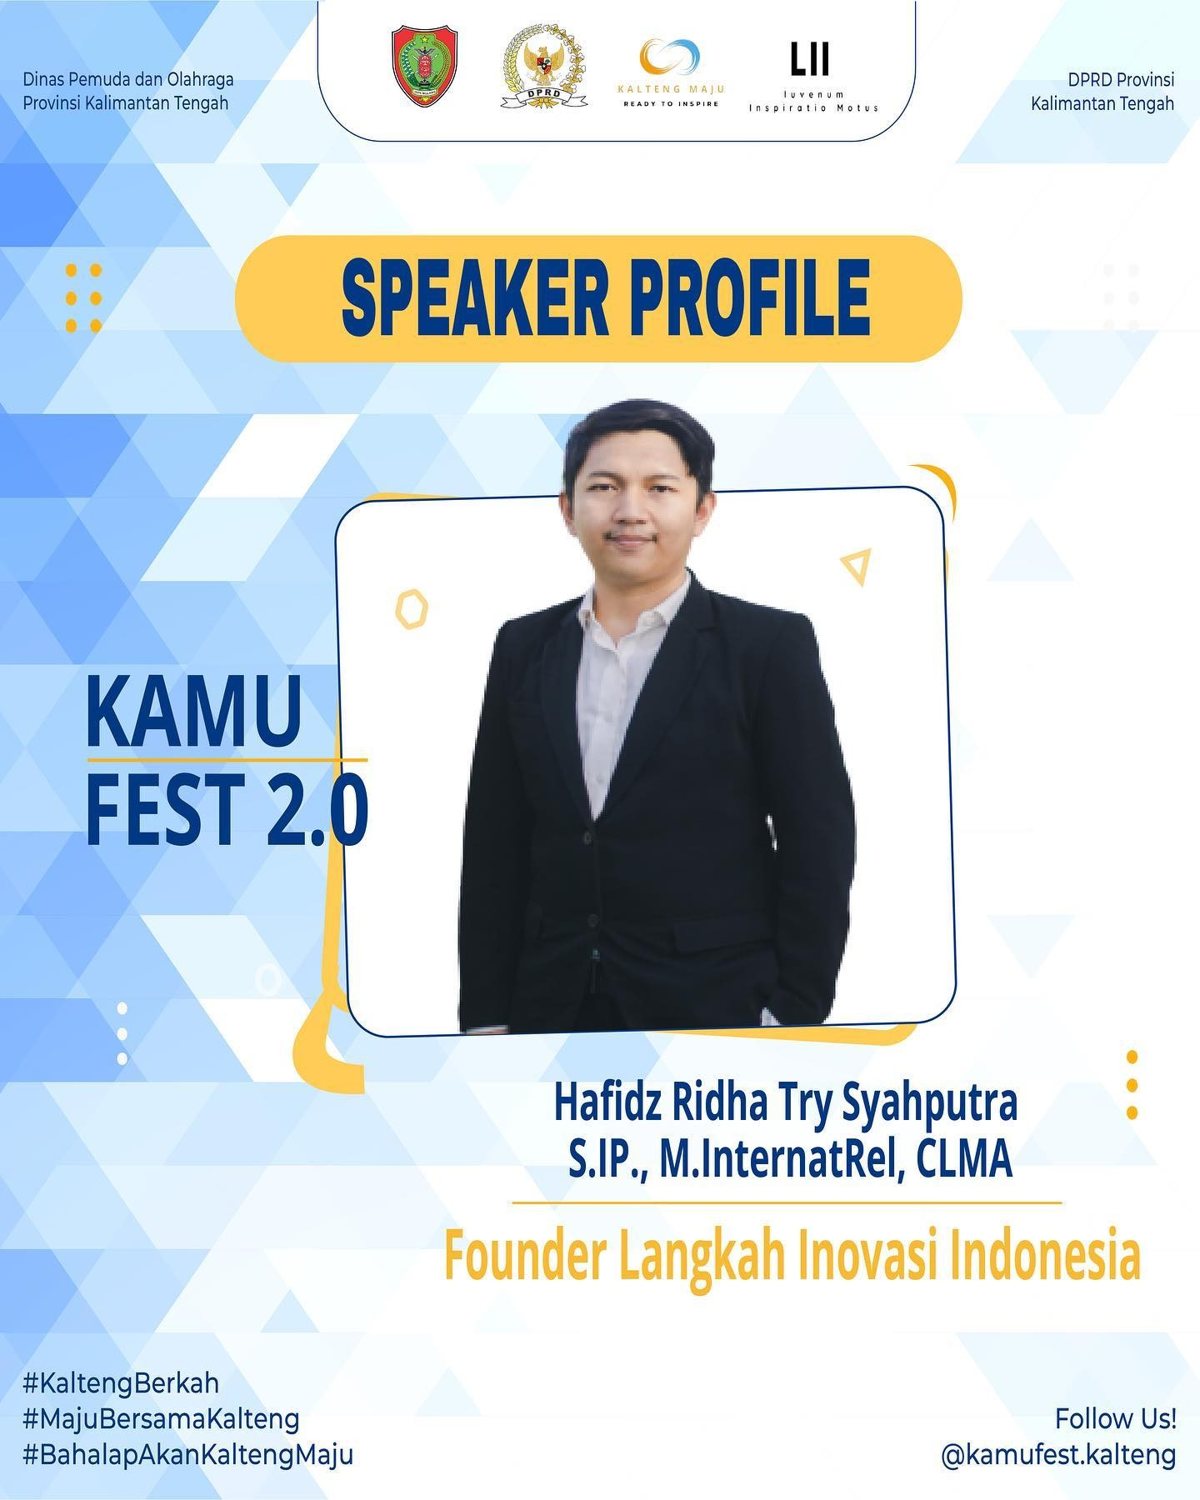 Dinas Pemuda dan Olahraga
Provinsi Kalimantan Tengah
DPRD
KALTENG MAJU
READY TO INSPIRE
LII
Iuvenum
Inspiratio Motus
DPRD Provinsi
Kalimantan Tengah
SPEAKER PROFILE
KAMU
FEST 2.0
Hafidz Ridha Try Syahputra
S.IP., M.InternatRel, CLMA
Founder Langkah Inovasi Indonesia
#KaltengBerkah
#MajuBersamaKalteng
#BahalapAkanKaltengMaju
Follow Us!
@kamufest.kalteng